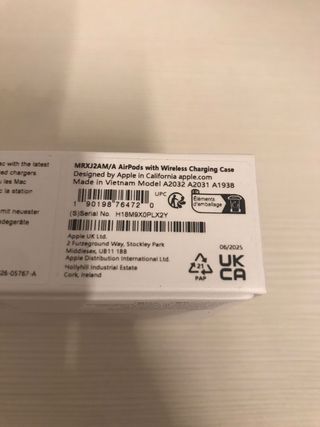 ac with the latest
ed chargers
u les Mac
c la station
mit neuester
adegeräte
26-05767-A
MRXJ2AM/A AirPods with Wireless Charging Case
Designed by Apple in California apple.com
Made in Vietnam Model A2032 A2031 A1938
UPC
1 90198 76472 0
Éléments
d'emballage
(S)Serial No. H18M9X0PLX2Y
Apple UK Ltd.
2 Furzeground Way, Stockley Park
Middlesex, UB11 1BB
Apple Distribution International Ltd.
Hollyhill Industrial Estate
Cork, Ireland
06/2025
21
PAP
UK
CA